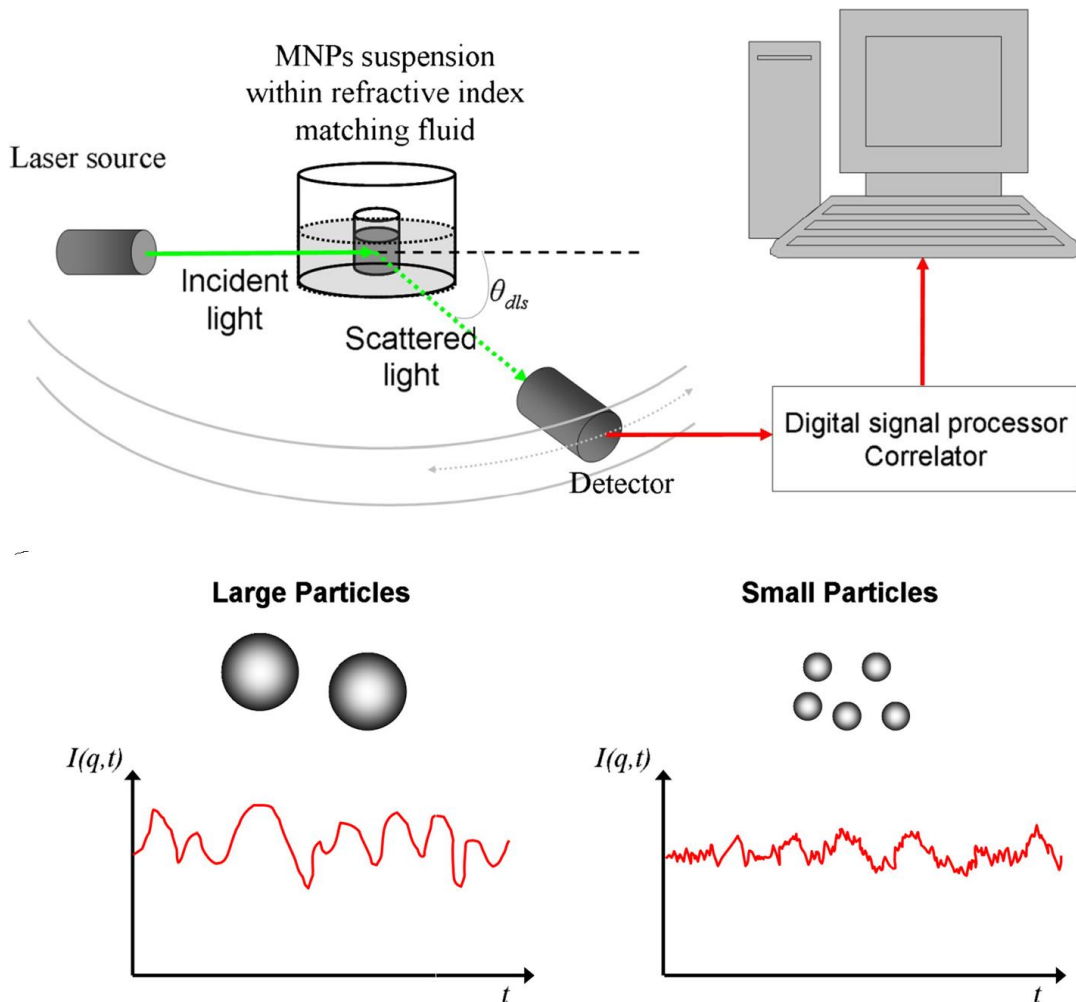 MNPs suspension
within refractive index
matching fluid
Laser source
Incident
light
θdls
Scattered
light
Detector
Digital signal processor
Correlator
Large Particles
Small Particles
I(q,t)
I(q,t)
t
t